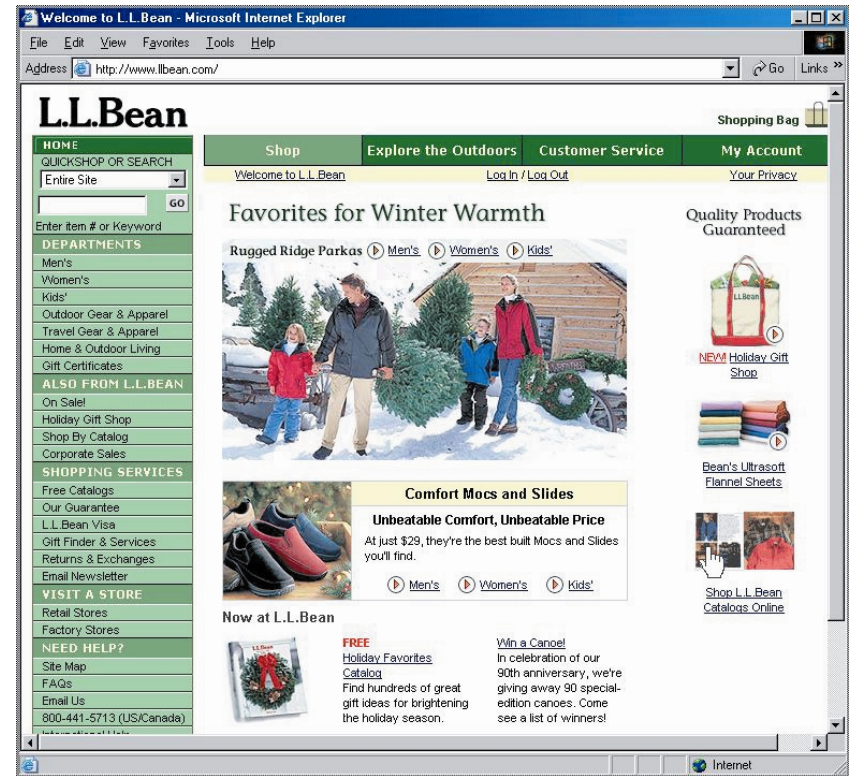 Welcome to L.L.Bean - Microsoft Internet Explorer
File Edit View Favorites Tools Help
Address http://www.llbean.com/ Go Links »
L.L.Bean
Shopping Bag
HOME
QUICKSHOP OR SEARCH
Entire Site
GO
Enter item # or Keyword
DEPARTMENTS
Men's
Women's
Kids'
Outdoor Gear & Apparel
Travel Gear & Apparel
Home & Outdoor Living
Gift Certificates
ALSO FROM L.L.BEAN
On Sale!
Holiday Gift Shop
Shop By Catalog
Corporate Sales
SHOPPING SERVICES
Free Catalogs
Our Guarantee
L.L.Bean Visa
Gift Finder & Services
Returns & Exchanges
Email Newsletter
VISIT A STORE
Retail Stores
Factory Stores
NEED HELP?
Site Map
FAQs
Email Us
800-441-5713 (US/Canada)
Shop Explore the Outdoors Customer Service My Account
Welcome to L.L.Bean Log In / Log Out Your Privacy
Favorites for Winter Warmth
Rugged Ridge Parkas Men's Women's Kids'
Comfort Mocs and Slides
Unbeatable Comfort, Unbeatable Price
At just $29, they're the best built Mocs and Slides
you'll find.
Men's Women's Kids'
Now at L.L.Bean
L.L.Bean
FREE
Holiday Favorites
Catalog
Find hundreds of great
gift ideas for brightening
the holiday season.
Win a Canoe!
In celebration of our
90th anniversary, we're
giving away 90 special-
edition canoes. Come
see a list of winners!
Quality Products
Guaranteed
L.L.Bean
NEW! Holiday Gift
Shop
Bean's Ultrasoft
Flannel Sheets
Shop L.L.Bean
Catalogs Online
Internet